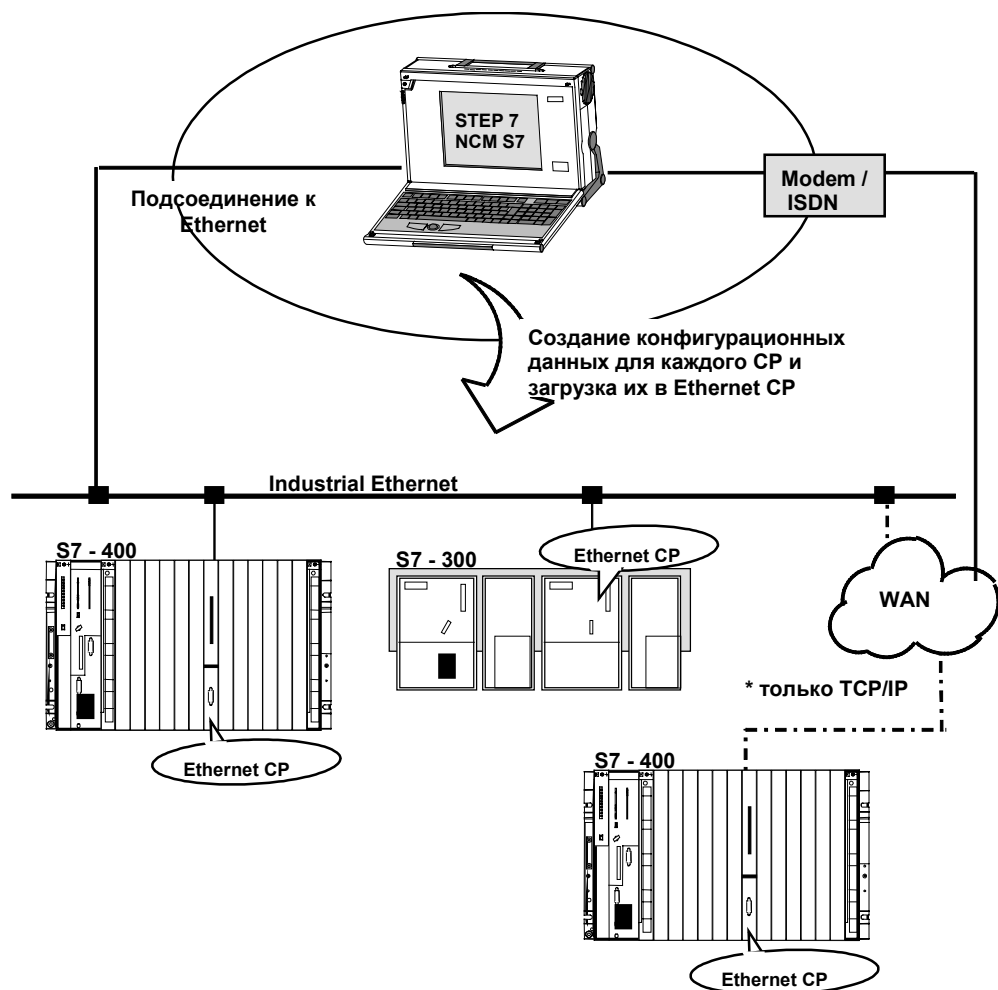 STEP 7
NCM S7
Modem /
ISDN
Подсоединение к
Ethernet
Создание конфигурационных
данных для каждого CP и
загрузка их в Ethernet CP
Industrial Ethernet
S7 - 400
S7 - 300
Ethernet CP
WAN
* только TCP/IP
Ethernet CP
S7 - 400
Ethernet CP